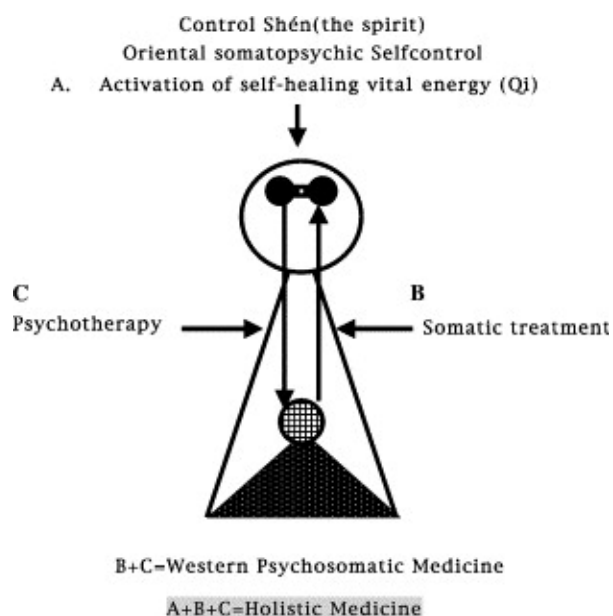 Control Shén(the spirit)
Oriental somatopsychic Selfcontrol
A. Activation of self-healing vital energy (Qi)
C
B
Psychotherapy
Somatic treatment
B+C=Western Psychosomatic Medicine
A+B+C=Holistic Medicine